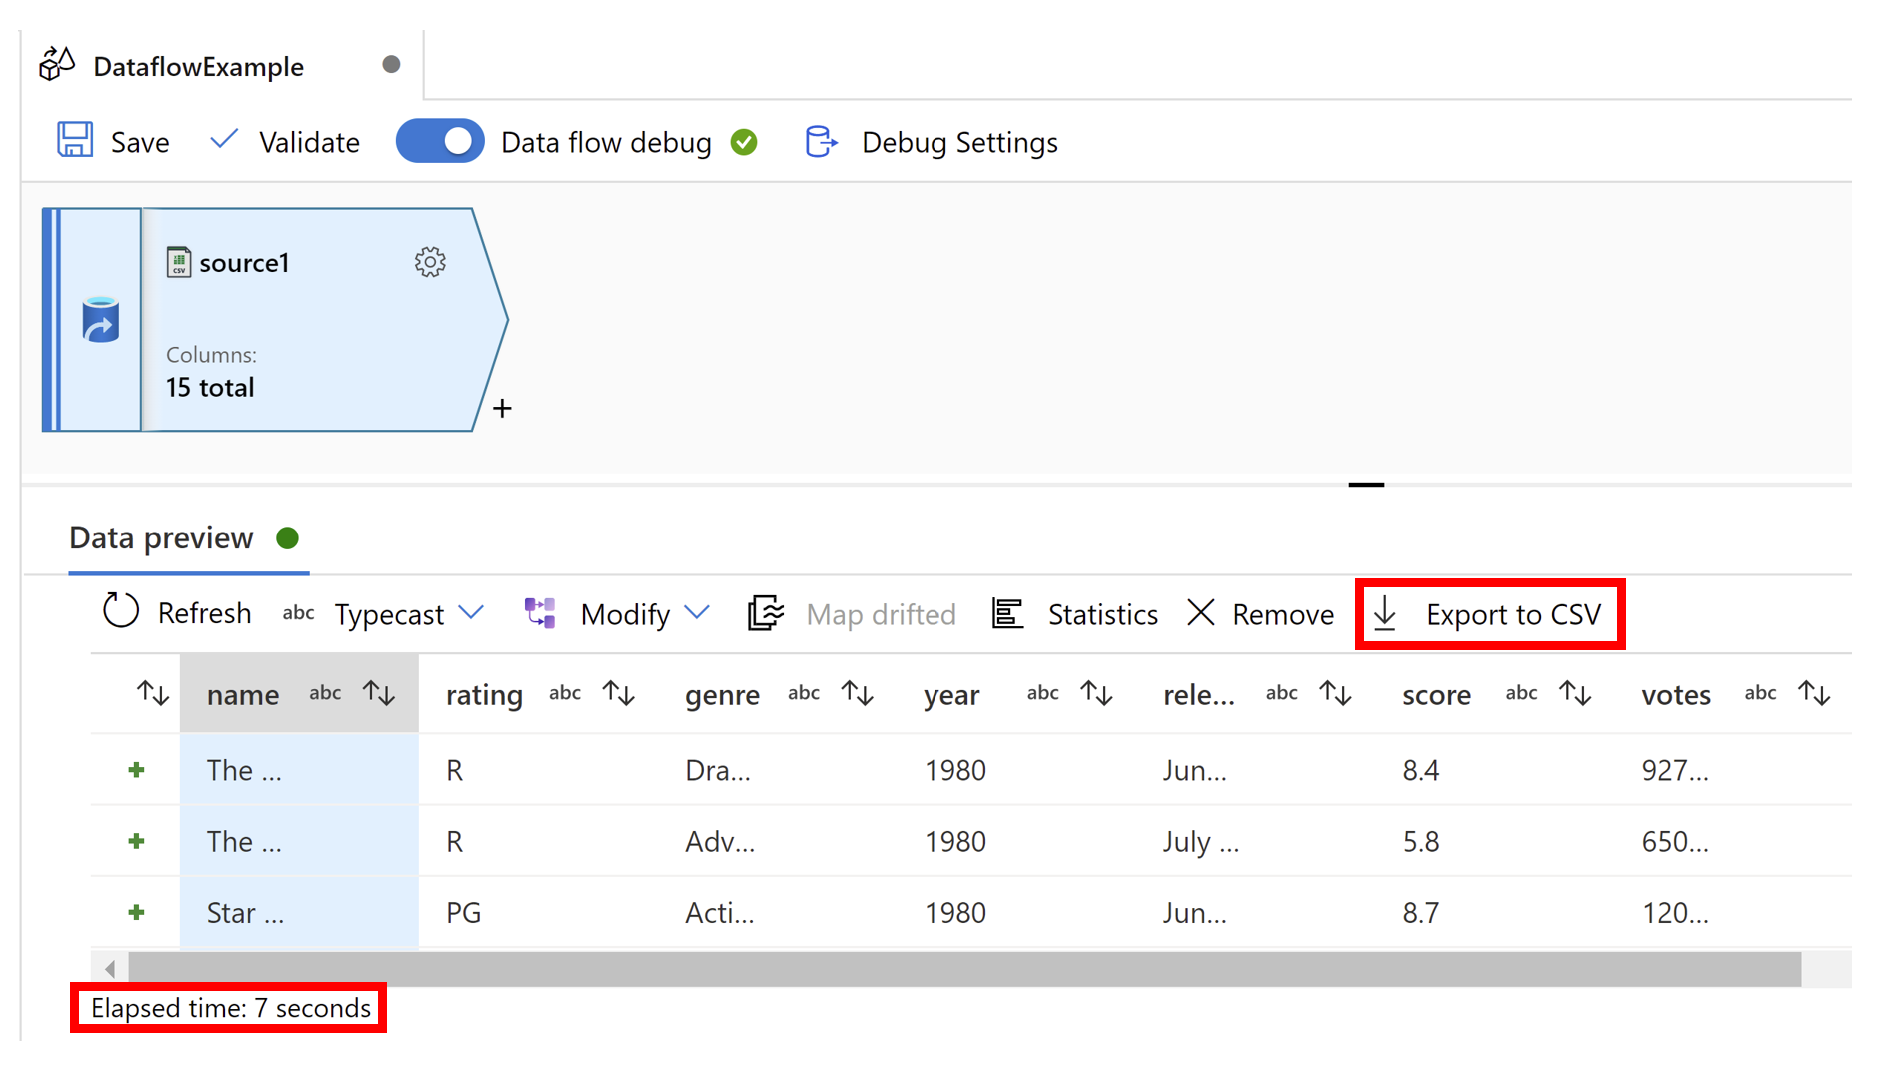 DataflowExample
Save Validate Data flow debug Debug Settings
CSV source1
Columns:
15 total
Data preview
Refresh abc Typecast Modify Map drifted Statistics Remove Export to CSV
name abc rating abc genre abc year abc rele... abc score abc votes abc
The ... R Dra... 1980 Jun... 8.4 927...
The ... R Adv... 1980 July ... 5.8 650...
Star ... PG Acti... 1980 Jun... 8.7 120...
Elapsed time: 7 seconds